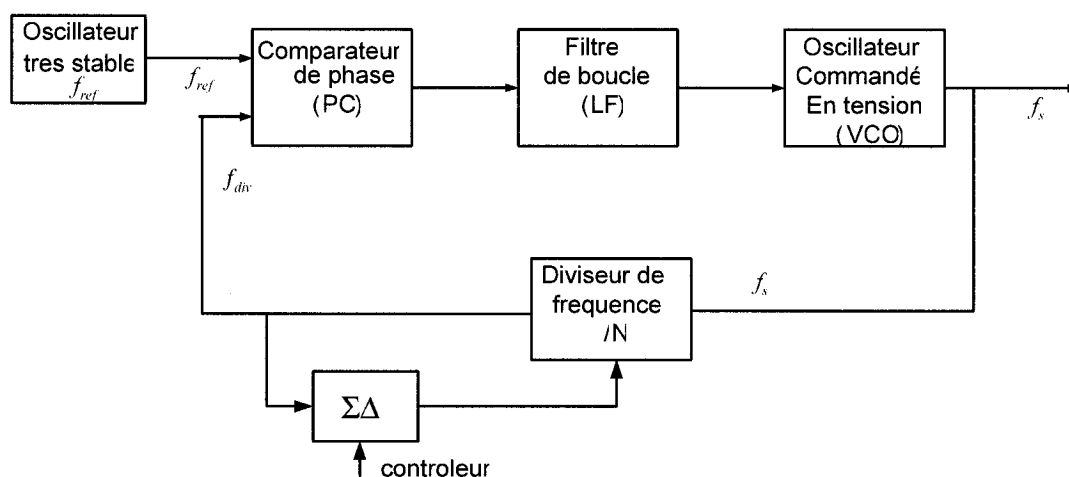 Oscillateur
tres stable
f_ref
f_ref
Comparateur
de phase
(PC)
Filtre
de boucle
(LF)
Oscillateur
Commandé
En tension
(VCO)
f_s
f_div
Diviseur de
frequence
/N
f_s
ΣΔ
controleur